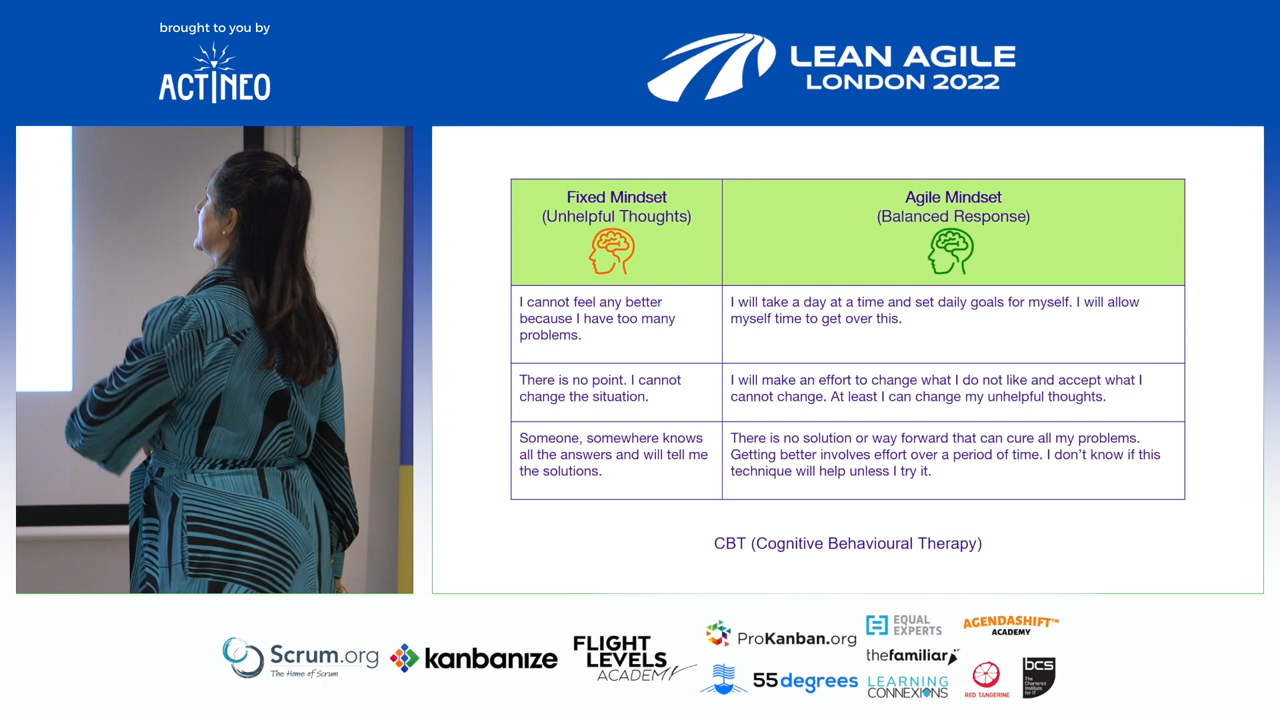 brought to you by
ACTINEO
LEAN AGILE
LONDON 2022
Fixed Mindset
(Unhelpful Thoughts)
Agile Mindset
(Balanced Response)
I cannot feel any better
because I have too many
problems.
I will take a day at a time and set daily goals for myself. I will allow
myself time to get over this.
There is no point. I cannot
change the situation.
I will make an effort to change what I do not like and accept what I
cannot change. At least I can change my unhelpful thoughts.
Someone, somewhere knows
all the answers and will tell me
the solutions.
There is no solution or way forward that can cure all my problems.
Getting better involves effort over a period of time. I don't know if this
technique will help unless I try it.
CBT (Cognitive Behavioural Therapy)
Scrum.org
The Home of Scrum
kanbanize
FLIGHT
LEVELS
ACADEMY
ProKanban.org
55degrees
EQUAL
EXPERTS
thefamiliar
LEARNING
CONNEXIONS
AGENDASHIFT™
ACADEMY
RED TANGERINE
bcs
The
Chartered
Institute
for IT